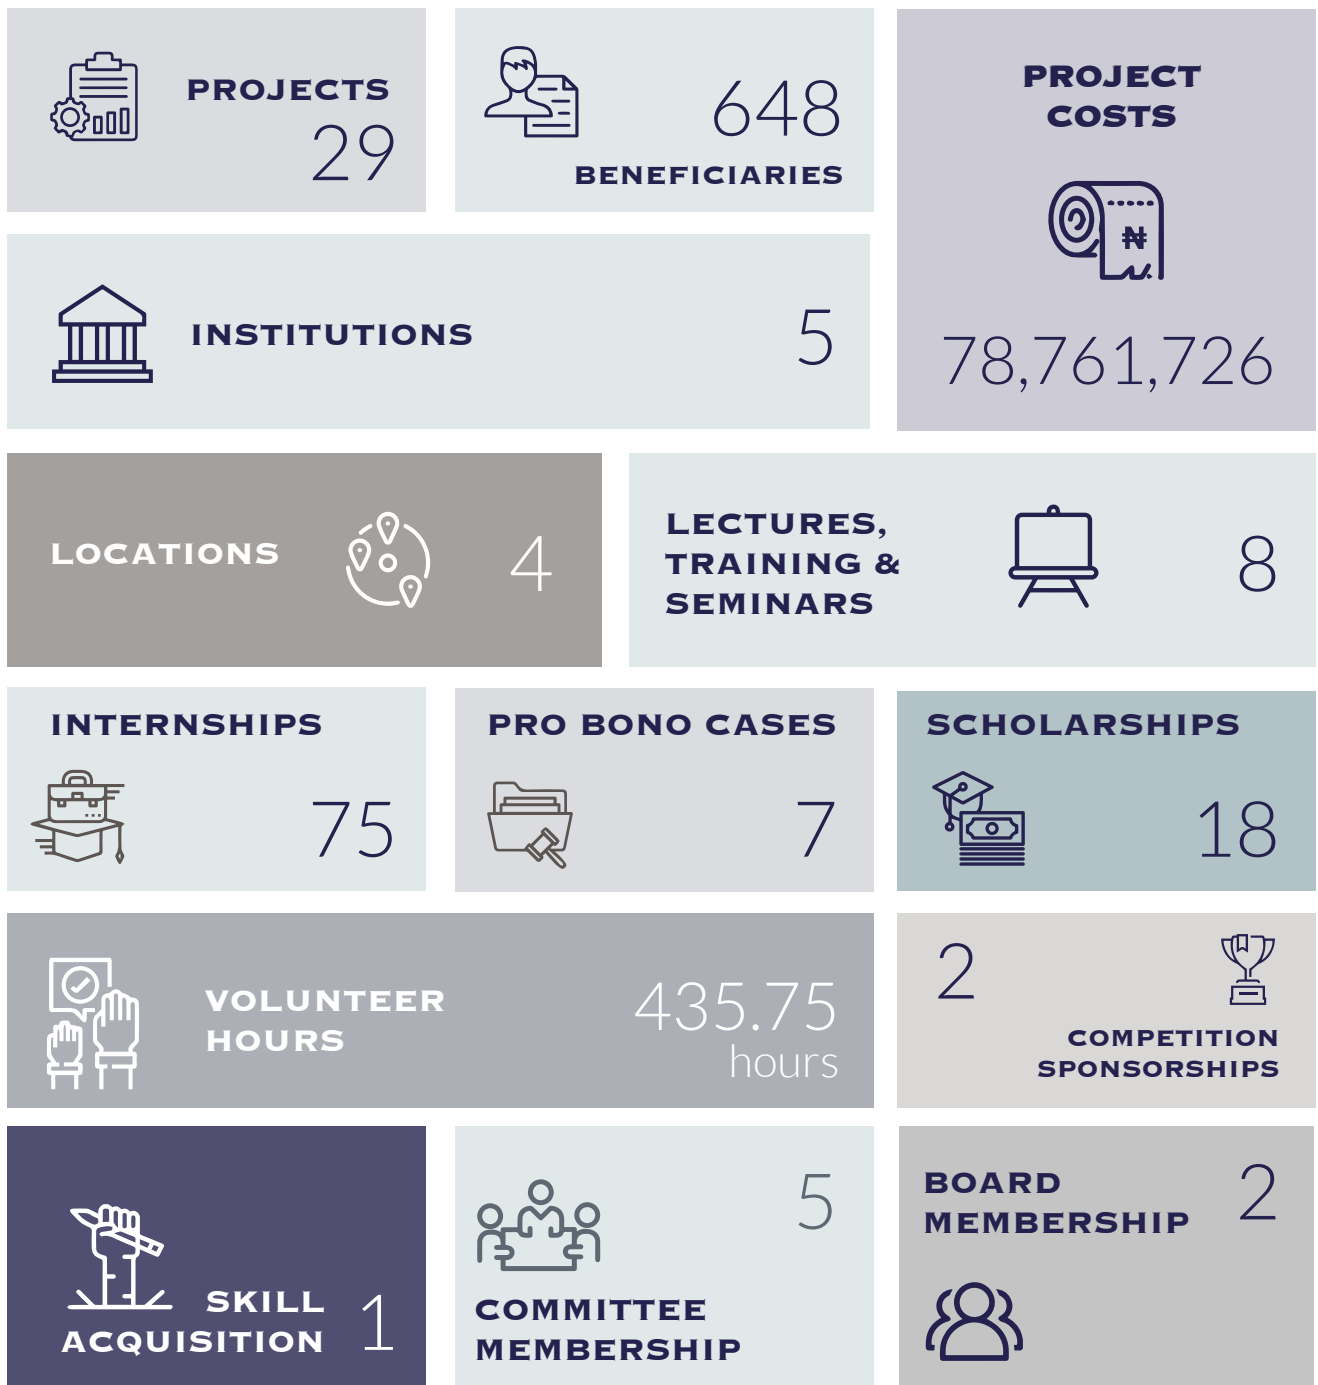 PROJECTS
29
648
BENEFICIARIES
PROJECT
COSTS
₦
78,761,726
INSTITUTIONS
5
LOCATIONS
4
LECTURES,
TRAINING &
SEMINARS
8
INTERNSHIPS
75
PRO BONO CASES
7
SCHOLARSHIPS
18
VOLUNTEER
HOURS
435.75
hours
2
COMPETITION
SPONSORSHIPS
SKILL
ACQUISITION
1
5
COMMITTEE
MEMBERSHIP
BOARD
MEMBERSHIP
2